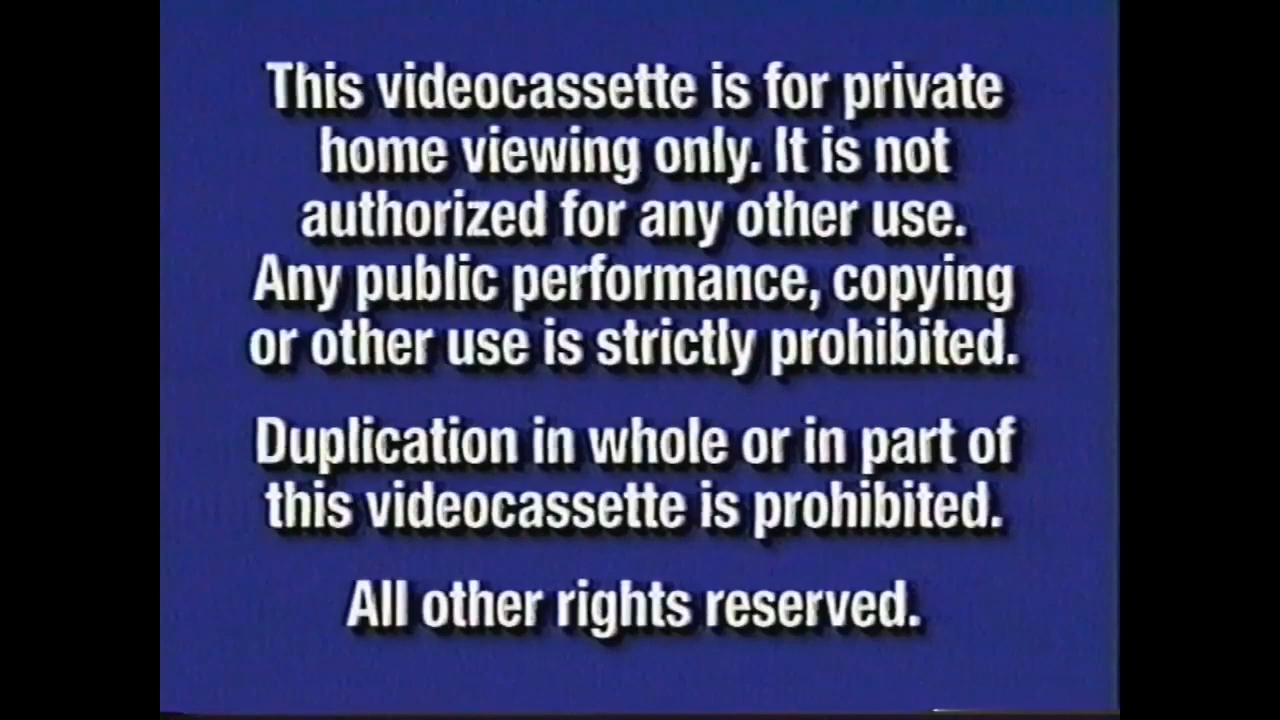 This videocassette is for private
home viewing only. It is not
authorized for any other use.
Any public performance, copying
or other use is strictly prohibited.
Duplication in whole or in part of
this videocassette is prohibited.
All other rights reserved.